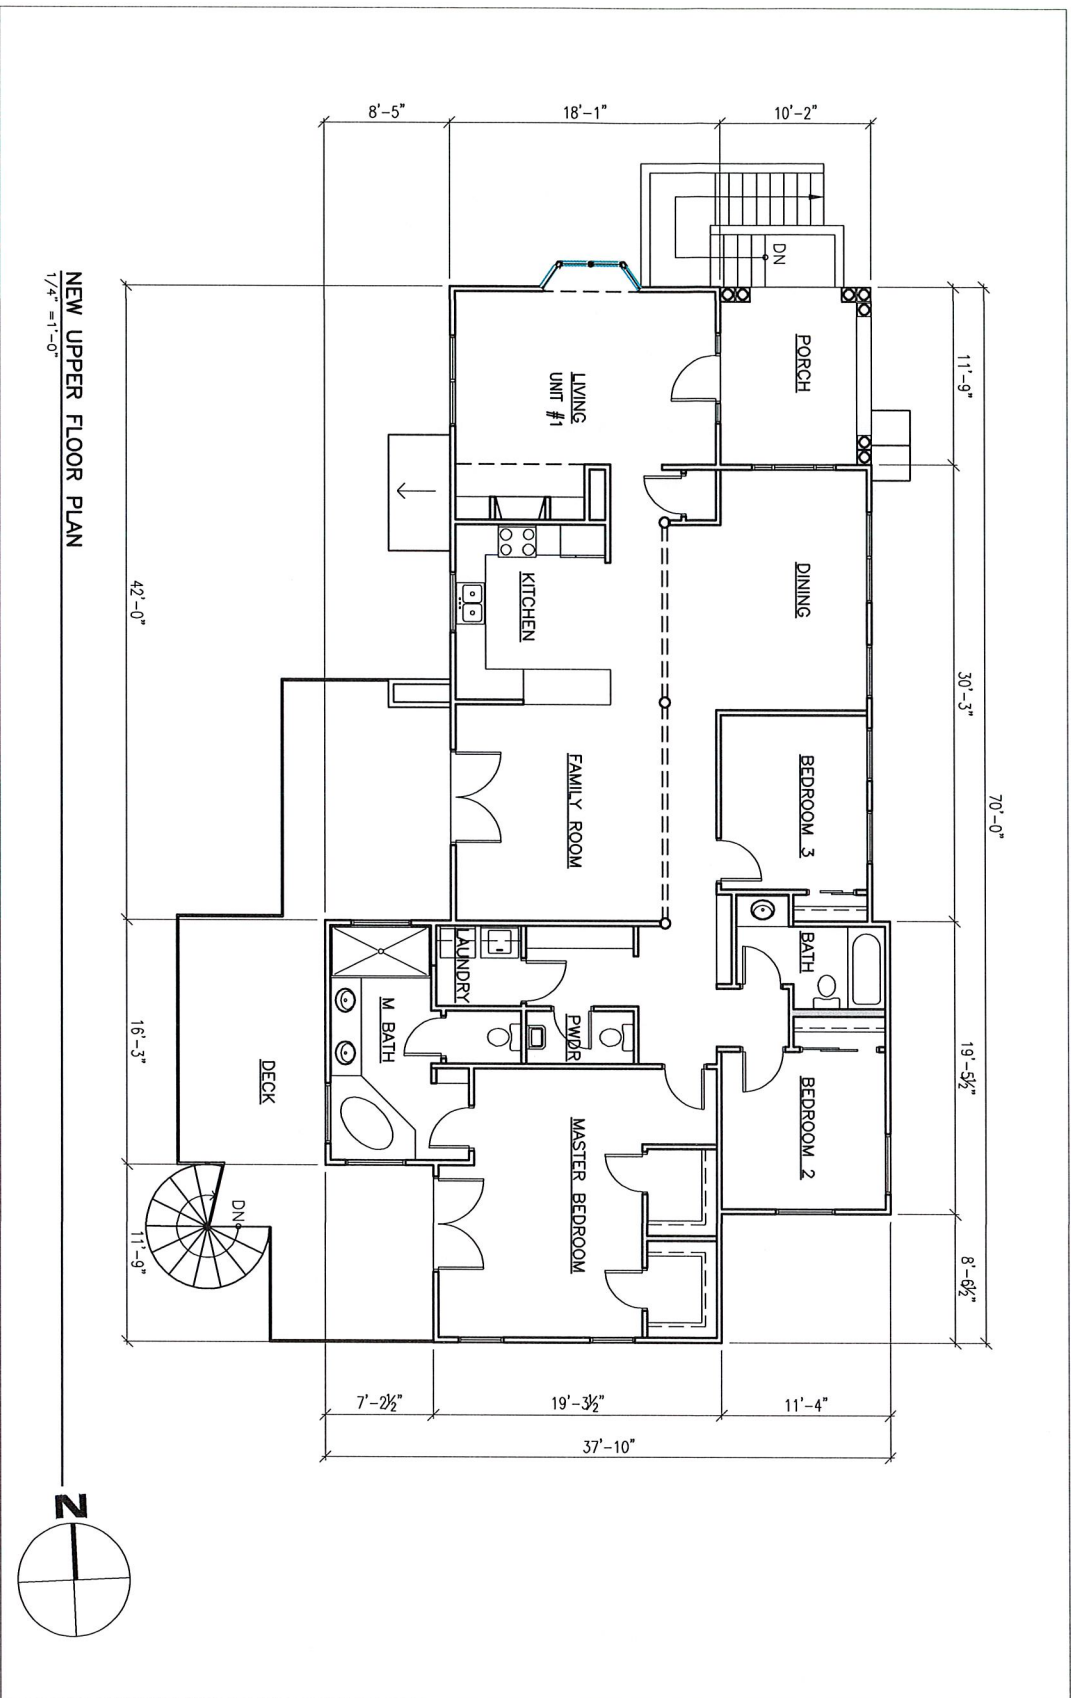 70'-0"
11'-9"
30'-3"
19'-5½"
8'-6½"
10'-2"
18'-1"
8'-5"
DN
PORCH
DINING
BEDROOM 3
BATH
BEDROOM 2
LIVING
UNIT #1
KITCHEN
FAMILY ROOM
LAUNDRY
PWDR
MASTER BEDROOM
M BATH
DECK
DN
11'-4"
19'-3½"
7'-2½"
37'-10"
42'-0"
16'-3"
11'-9"
NEW UPPER FLOOR PLAN
1/4" =1'-0"
N